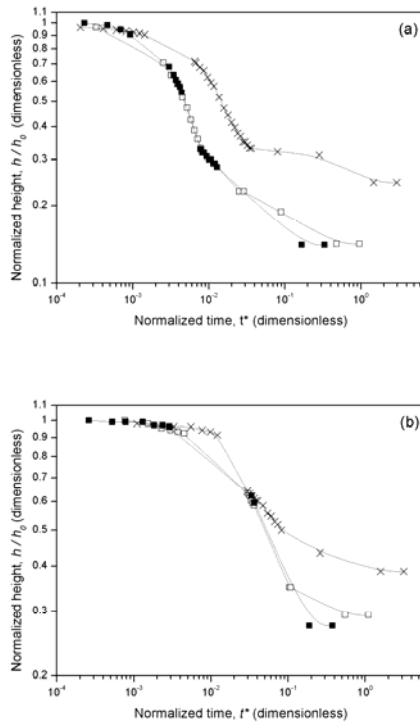 (a)
1
0.9
0.8
0.7
0.6
0.5
0.4
0.3
0.2
0.1
Normalized height, h / h0 (dimensionless)
10-4 10-3 10-2 10-1 100
Normalized time, t* (dimensionless)
(b)
1.1
1
0.9
0.8
0.7
0.6
0.5
0.4
0.3
0.2
Normalized height, h / h0 (dimensionless)
10-4 10-3 10-2 10-1 100
Normalized time, t* (dimensionless)